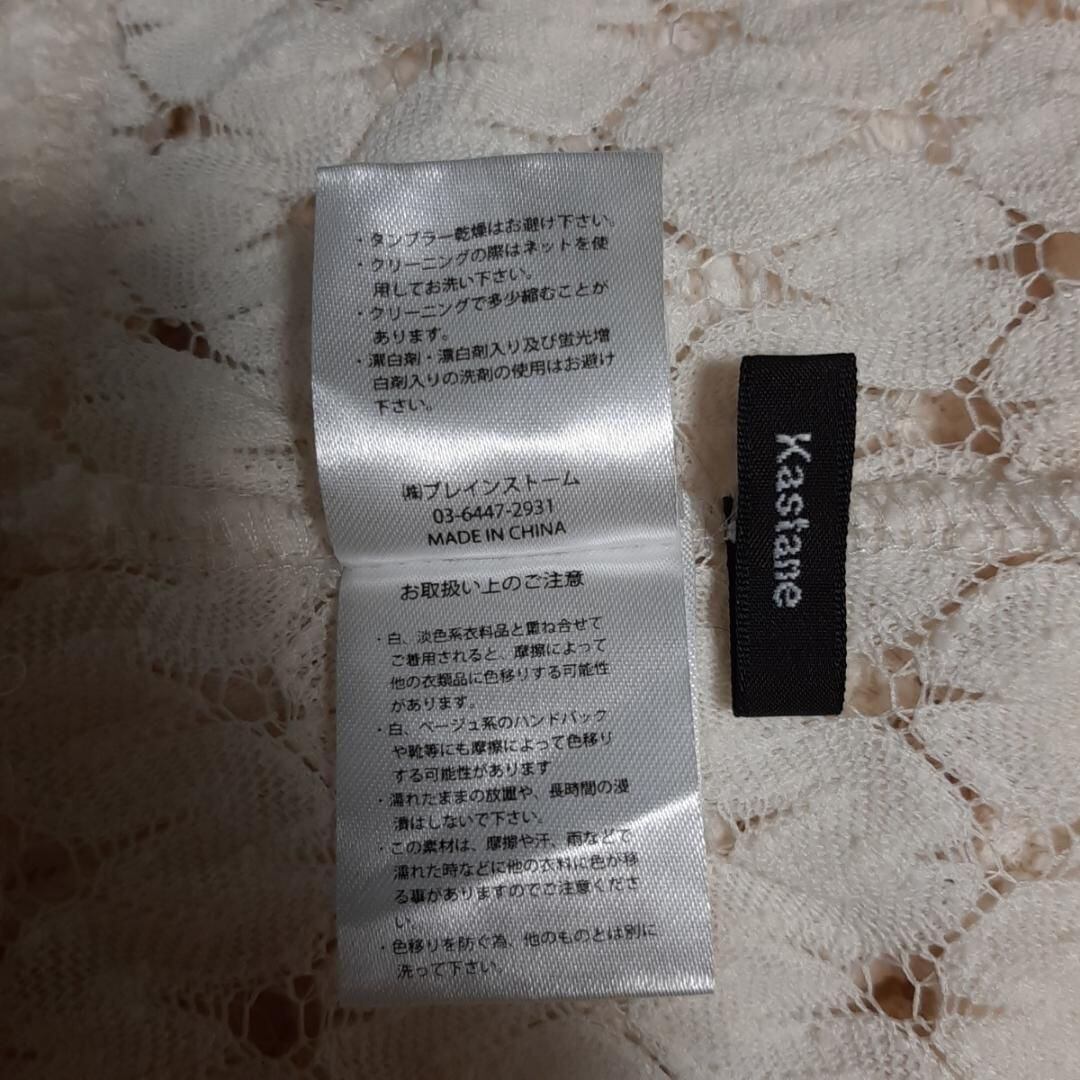 ・タンブラー乾燥はお避け下さい。
・クリーニングの際はネットを使
用してお洗い下さい。
・クリーニングで多少縮むことが
あります。
・漂白剤・漂白剤入り及び蛍光増
白剤入りの洗剤の使用はお避け
下さい。
㈱ブレインストーム
03-6447-2931
MADE IN CHINA
お取扱い上のご注意
・白、淡色系衣料品と重ね合せて
ご着用されると、摩擦によって
他の衣類品に色移りする可能性
があります。
・白、ベージュ系のハンドバック
や靴等にも摩擦によって色移り
する可能性があります
・濡れたままの放置や、長時間の浸
漬はしないで下さい。
・この素材は、摩擦や汗、雨などで
濡れた時などに他の衣料に色が移
る事がありますのでご注意くださ
い。
・色移りを防ぐ為、他のものとは別に
洗って下さい。
Kastane